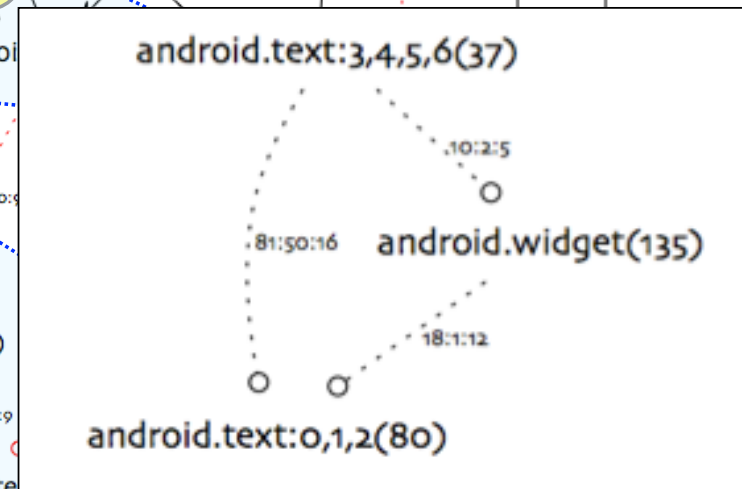 android.text:3,4,5,6(37)
10:2:5
81:50:16
android.widget(135)
18:1:12
android.text:0,1,2(80)